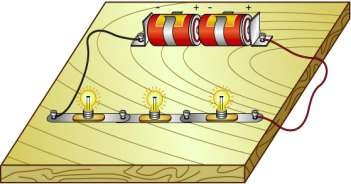 - + - +